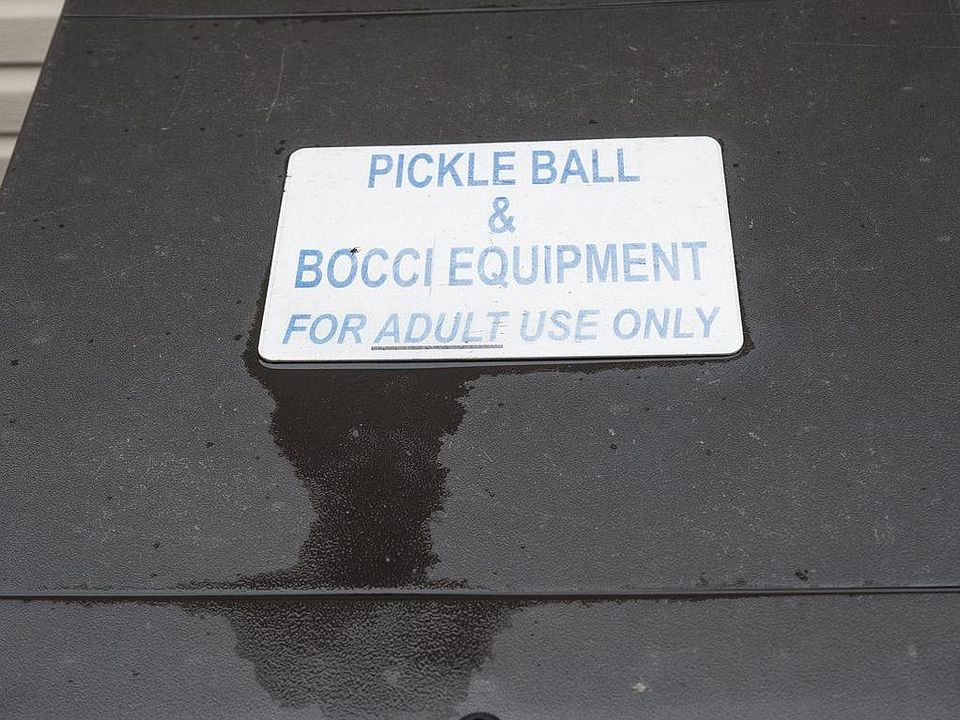 PICKLE BALL
&
BOCCI EQUIPMENT
FOR ADULT USE ONLY